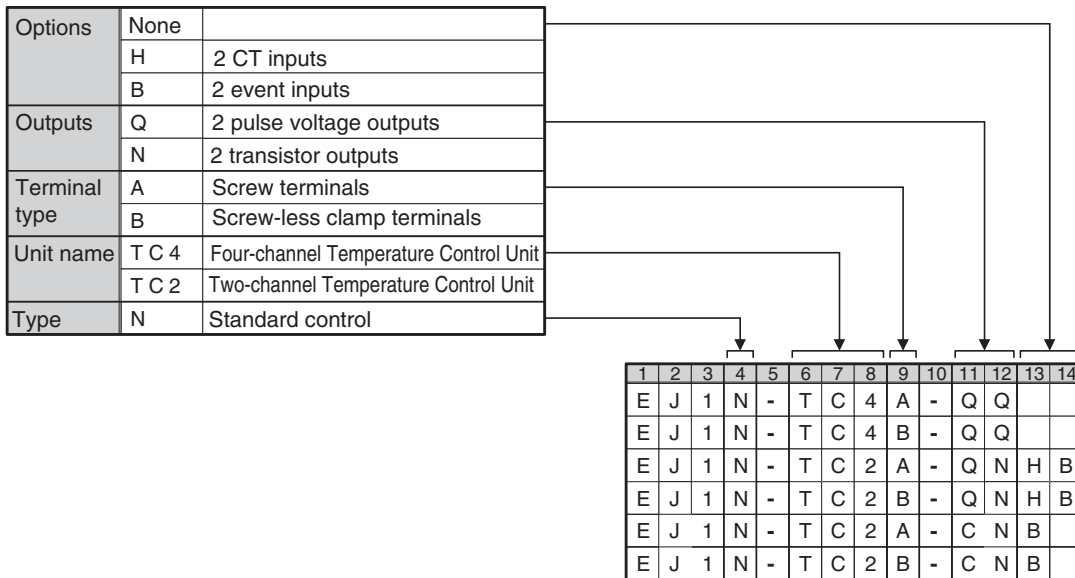 Options None
H 2 CT inputs
B 2 event inputs
Outputs Q 2 pulse voltage outputs
N 2 transistor outputs
Terminal type A Screw terminals
B Screw-less clamp terminals
Unit name T C 4 Four-channel Temperature Control Unit
T C 2 Two-channel Temperature Control Unit
Type N Standard control
1 2 3 4 5 6 7 8 9 10 11 12 13 14
E J 1 N - T C 4 A - Q Q
E J 1 N - T C 4 B - Q Q
E J 1 N - T C 2 A - Q N H B
E J 1 N - T C 2 B - Q N H B
E J 1 N - T C 2 A - C N B
E J 1 N - T C 2 B - C N B